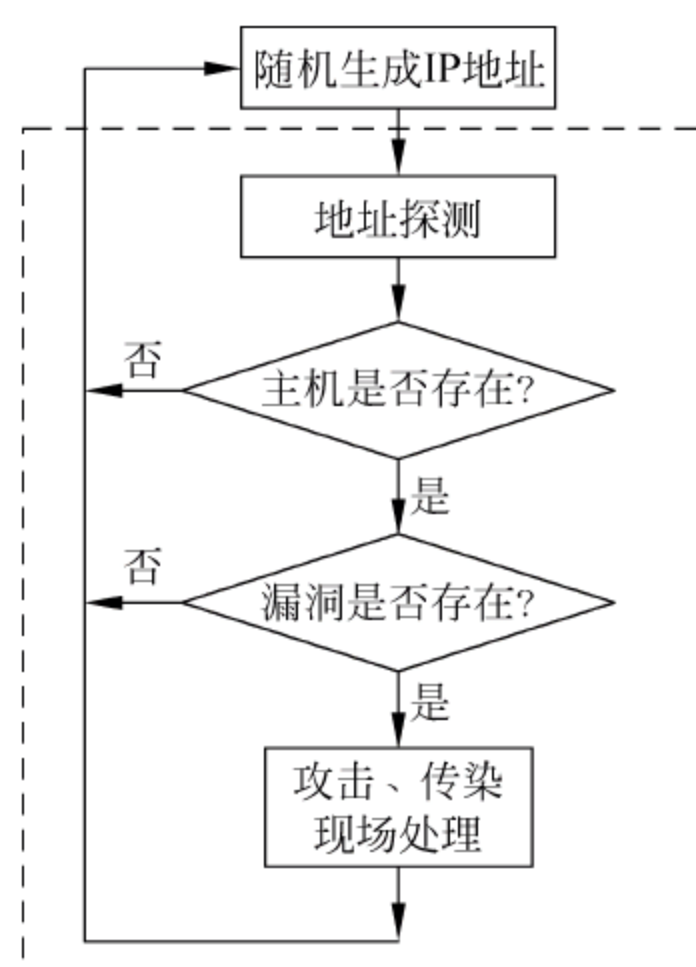 随机生成IP地址
地址探测
否
主机是否存在?
是
否
漏洞是否存在?
是
攻击、传染
现场处理